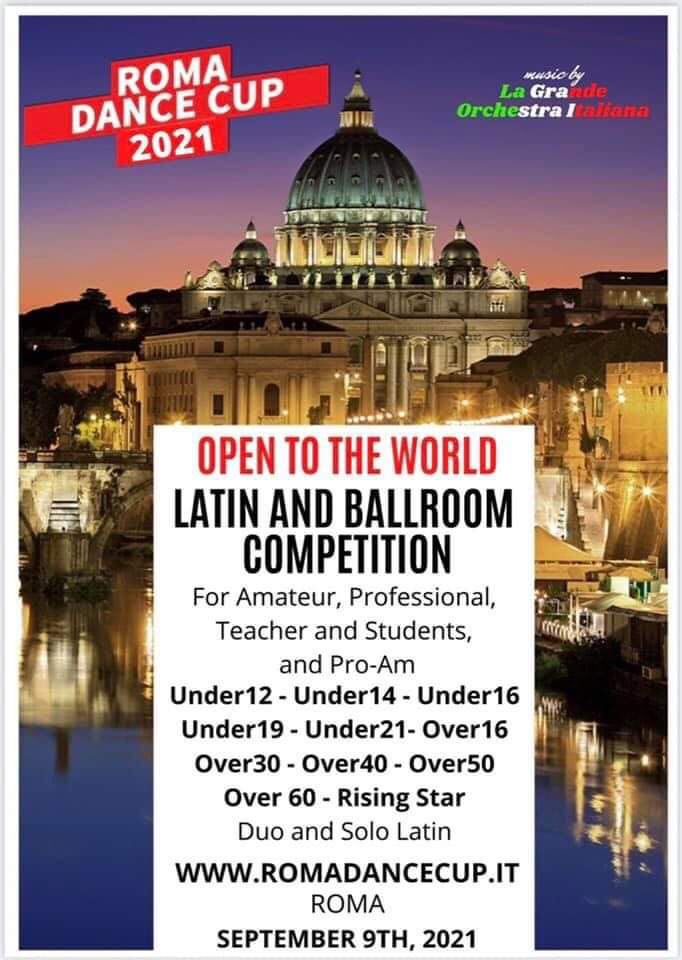 ROMA
DANCE CUP
2021
music by
La Grande
Orchestra Italiana
OPEN TO THE WORLD
LATIN AND BALLROOM
COMPETITION
For Amateur, Professional,
Teacher and Students,
and Pro-Am
Under12 - Under14 - Under16
Under19 - Under21- Over16
Over30 - Over40 - Over50
Over 60 - Rising Star
Duo and Solo Latin
WWW.ROMADANCECUP.IT
ROMA
SEPTEMBER 9TH, 2021